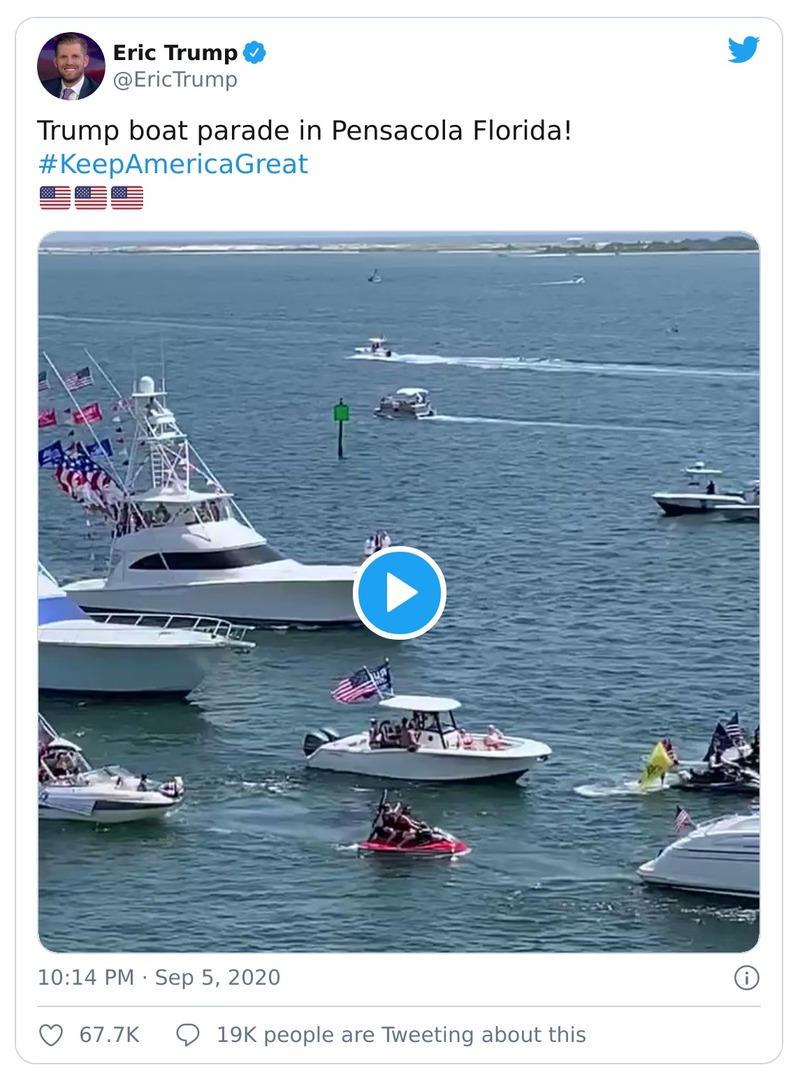 Eric Trump
@EricTrump
Trump boat parade in Pensacola Florida!
#KeepAmericaGreat
10:14 PM · Sep 5, 2020
67.7K
19K people are Tweeting about this